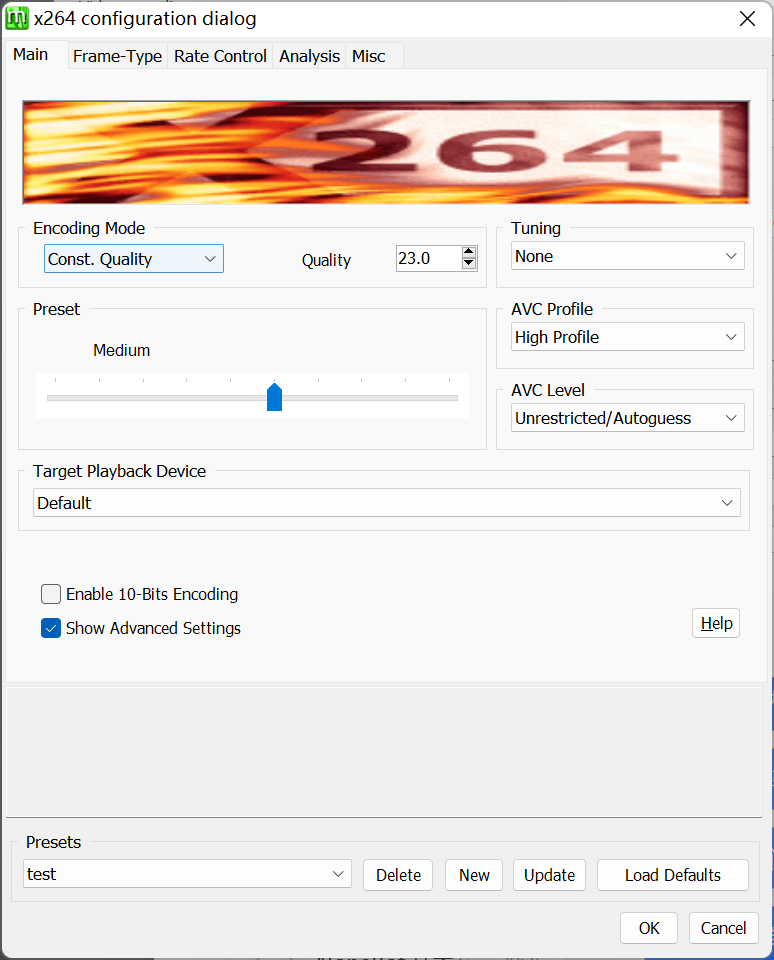 x264 configuration dialog
Main Frame-Type Rate Control Analysis Misc
264
Encoding Mode
Const. Quality Quality 23.0
Tuning
None
Preset
Medium
AVC Profile
High Profile
AVC Level
Unrestricted/Autoguess
Target Playback Device
Default
Enable 10-Bits Encoding
Show Advanced Settings
Help
Presets
test Delete New Update Load Defaults
OK Cancel